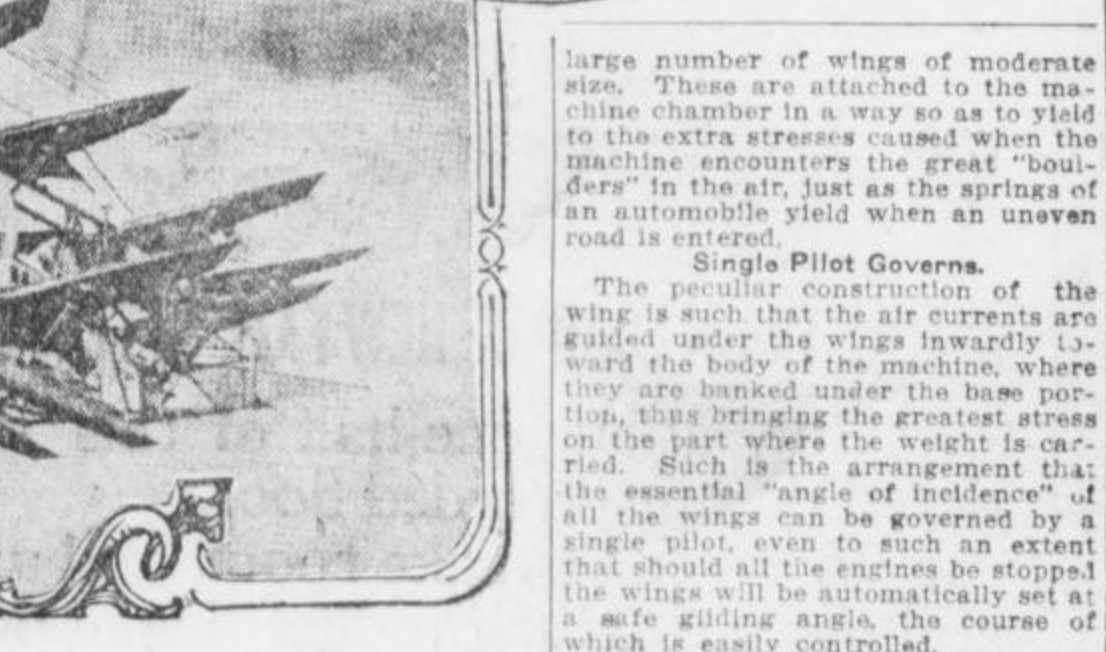 large number of wings of moderate
size. These are attached to the ma-
chine chamber in a way so as to yield
to the extra stresses caused when the
machine encounters the great "boul-
ders" in the air, just as the springs of
an automobile yield when an uneven
road is entered.
Single Pilot Governs.
The peculiar construction of the
wing is such that the air currents are
guided under the wings inwardly to-
ward the body of the machine, where
they are banked under the base por-
tion, thus bringing the greatest stress
on the part where the weight is car-
ried. Such is the arrangement that
the essential "angle of incidence" of
all the wings can be governed by a
single pilot, even to such an extent
that should all the engines be stopped
the wings will be automatically set at
a safe gliding angle, the course of
which is easily controlled.